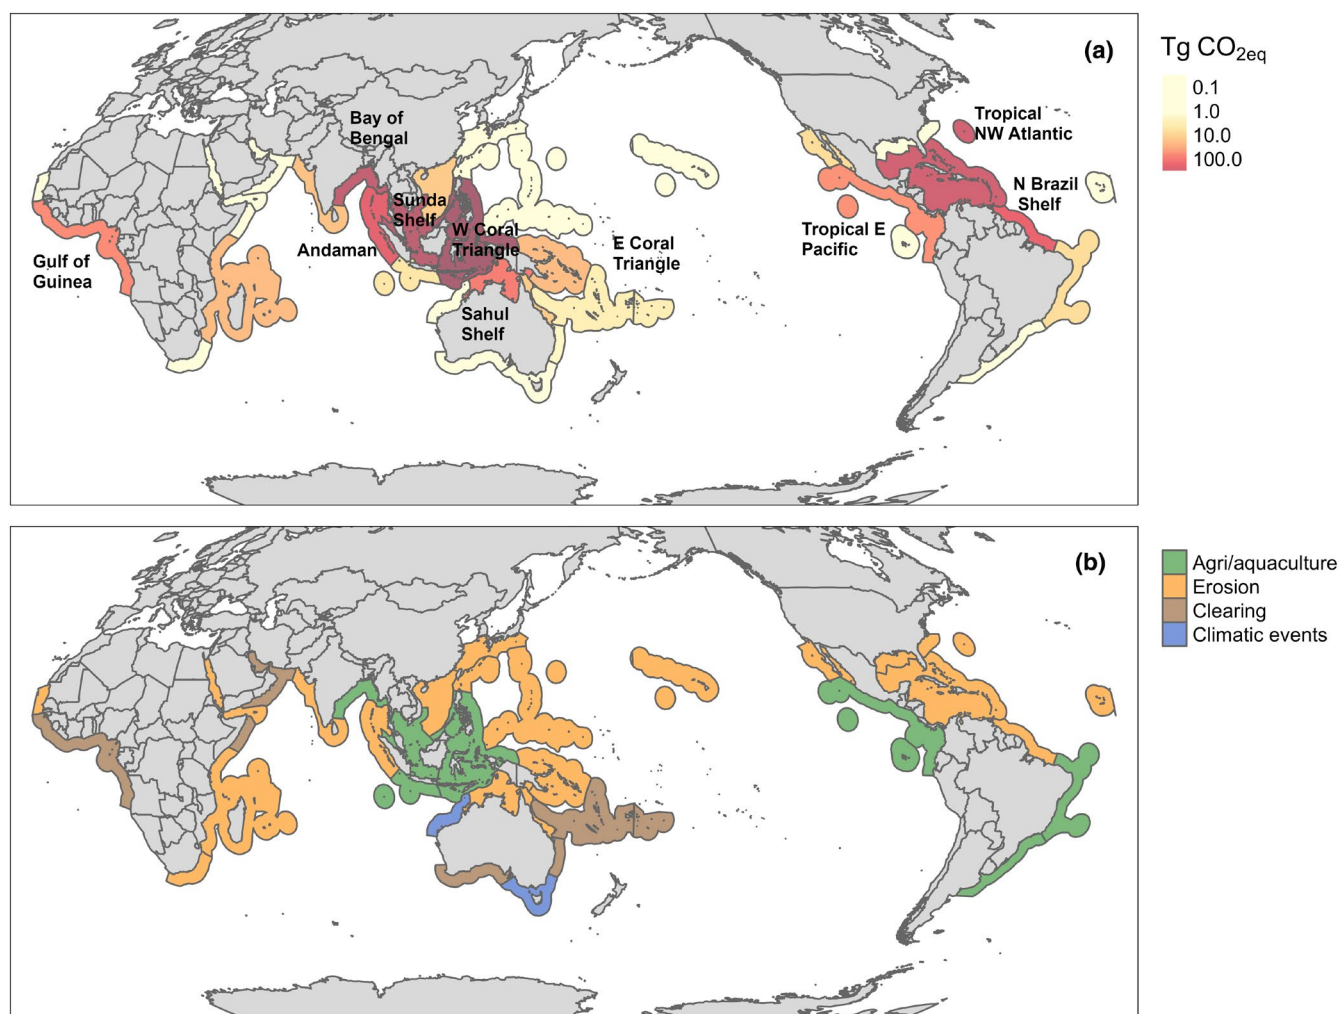 (a)
Tg CO2eq
0.1
1.0
10.0
100.0
Bay of
Bengal
Tropical
NW Atlantic
Sunda
Shelf
N Brazil
Shelf
W Coral
Triangle
Andaman
E Coral
Triangle
Tropical E
Pacific
Gulf of
Guinea
Sahul
Shelf
(b)
Agri/aquaculture
Erosion
Clearing
Climatic events